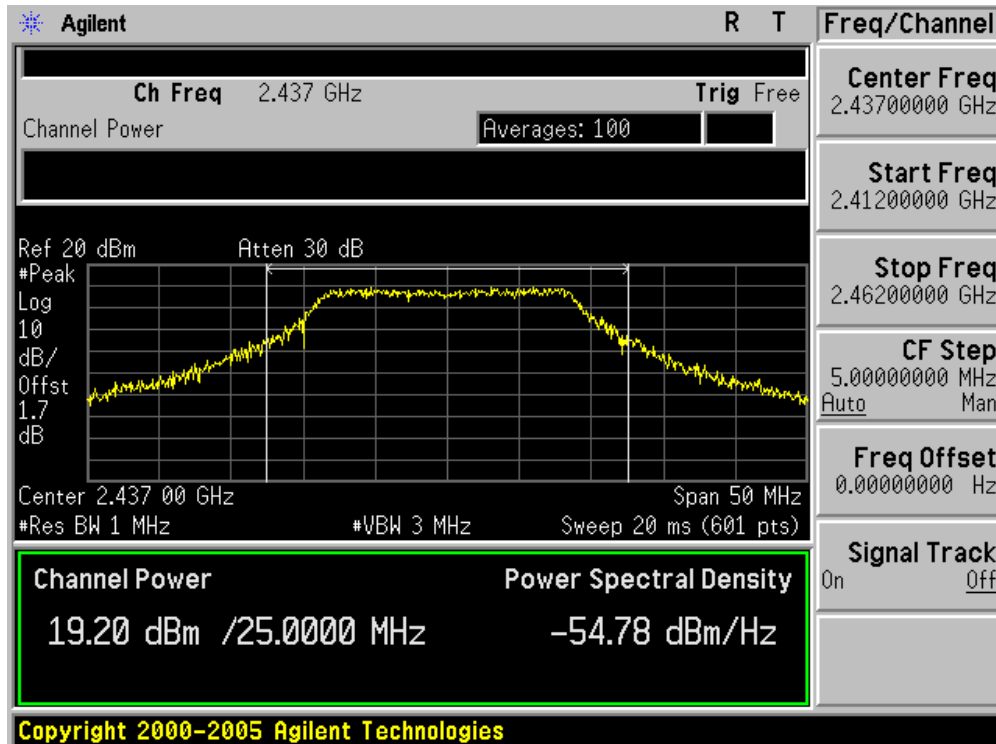 Agilent R T Freq/Channel
Ch Freq 2.437 GHz Trig Free
Channel Power Averages: 100
Center Freq
2.43700000 GHz
Start Freq
2.41200000 GHz
Stop Freq
2.46200000 GHz
CF Step
5.00000000 MHz
Auto Man
Freq Offset
0.00000000 Hz
Signal Track
On Off
Ref 20 dBm Atten 30 dB
#Peak
Log
10
dB/
Offst
1.7
dB
Center 2.437 00 GHz Span 50 MHz
#Res BW 1 MHz #VBW 3 MHz Sweep 20 ms (601 pts)
Channel Power Power Spectral Density
19.20 dBm /25.0000 MHz -54.78 dBm/Hz
Copyright 2000-2005 Agilent Technologies